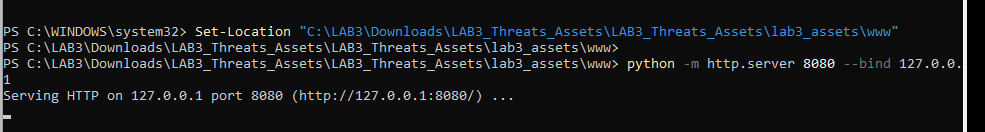 PS C:\WINDOWS\system32> Set-Location "C:\LAB3\Downloads\LAB3_Threats_Assets\LAB3_Threats_Assets\lab3_assets\www"
PS C:\LAB3\Downloads\LAB3_Threats_Assets\LAB3_Threats_Assets\lab3_assets\www>
PS C:\LAB3\Downloads\LAB3_Threats_Assets\LAB3_Threats_Assets\lab3_assets\www> python -m http.server 8080 --bind 127.0.0.
1
Serving HTTP on 127.0.0.1 port 8080 (http://127.0.0.1:8080/) ...